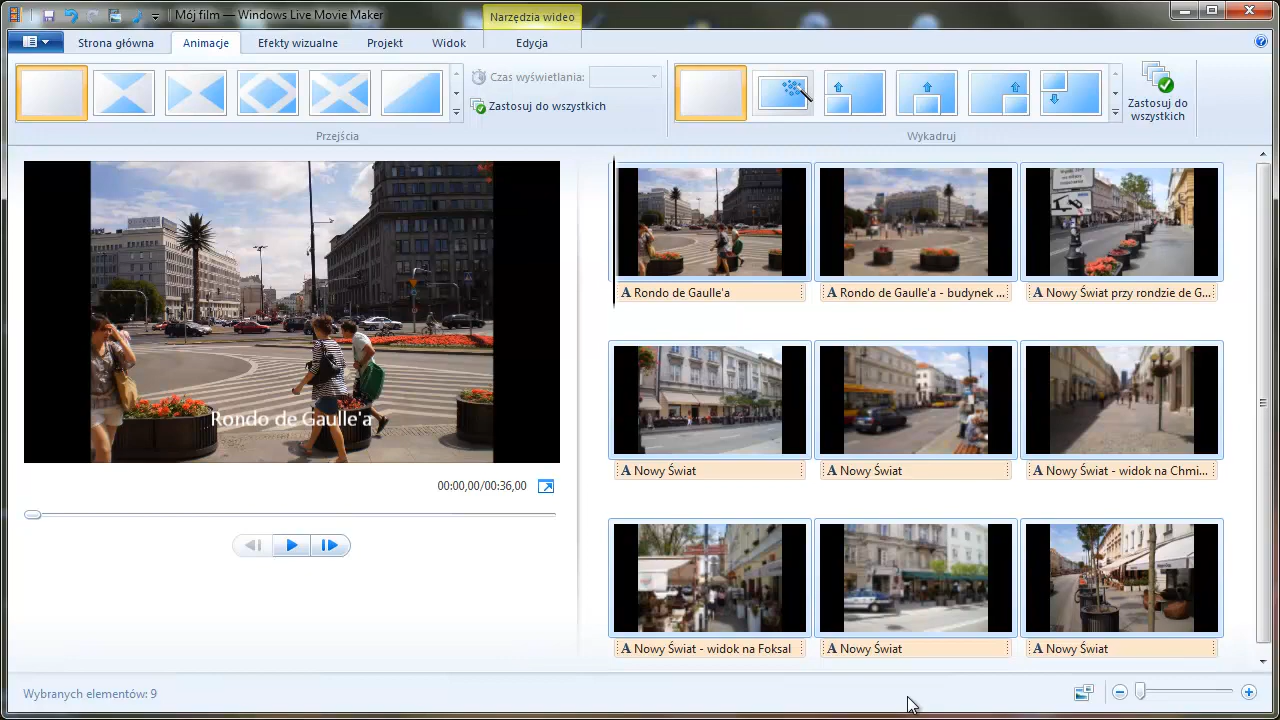 Mój film — Windows Live Movie Maker
Narzędzia wideo
Strona główna
Animacje
Efekty wizualne
Projekt
Widok
Edycja
Czas wyświetlania:
Zastosuj do wszystkich
Zastosuj do
wszystkich
Przejścia
Wykadruj
Rondo de Gaulle'a
00:00,00/00:36,00
A Rondo de Gaulle'a
A Rondo de Gaulle'a - budynek ...
A Nowy Świat przy rondzie de G...
A Nowy Świat
A Nowy Świat
A Nowy Świat - widok na Chmi...
A Nowy Świat - widok na Foksal
A Nowy Świat
A Nowy Świat
Wybranych elementów: 9